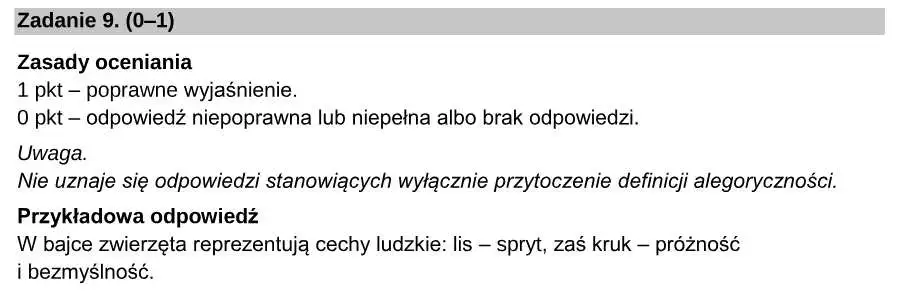 Zadanie 9. (0–1)
Zasady oceniania
1 pkt – poprawne wyjaśnienie.
0 pkt – odpowiedź niepoprawna lub niepełna albo brak odpowiedzi.
Uwaga.
Nie uznaje się odpowiedzi stanowiących wyłącznie przytoczenie definicji alegoryczności.
Przykładowa odpowiedź
W bajce zwierzęta reprezentują cechy ludzkie: lis – spryt, zaś kruk – próżność
i bezmyślność.